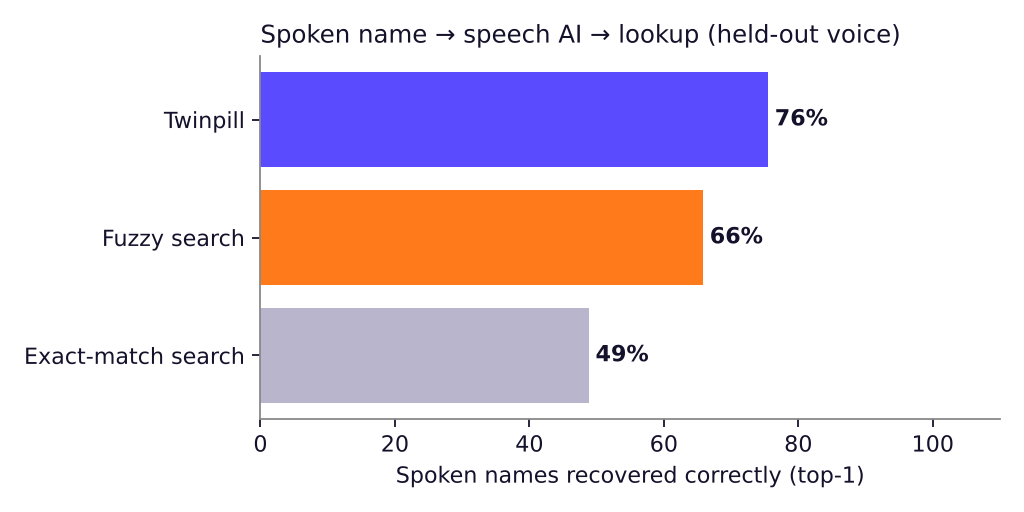 Spoken name → speech AI → lookup (held-out voice)
Twinpill
76%
Fuzzy search
66%
Exact-match search
49%
0 20 40 60 80 100
Spoken names recovered correctly (top-1)